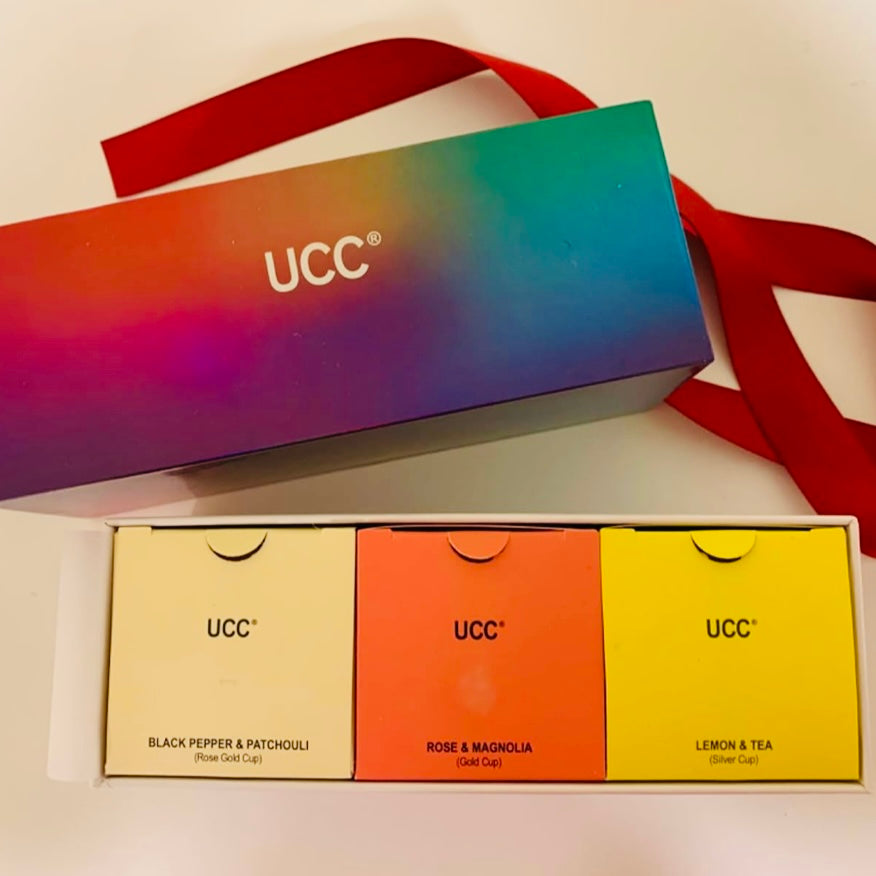 UCC®
UCC®
BLACK PEPPER & PATCHOULI
(Rose Gold Cup)
UCC®
ROSE & MAGNOLIA
(Gold Cup)
UCC®
LEMON & TEA
(Silver Cup)